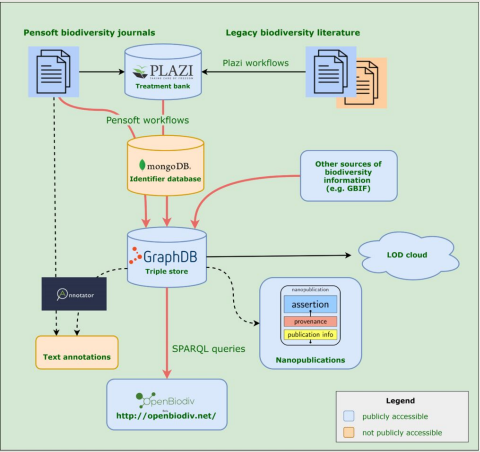 Pensoft biodiversity journals
Legacy biodiversity literature
PLAZI
Treatment bank
Plazi workflows
Pensoft workflows
mongoDB
Identifier database
Other sources of
biodiversity
information
(e.g. GBIF)
GraphDB
Triple store
LOD cloud
Annotator
nanopublication
assertion
provenance
publication info
Nanopublications
Text annotations
SPARQL queries
OpenBiodiv
http://openbiodiv.net/
Legend
publicly accessible
not publicly accessible